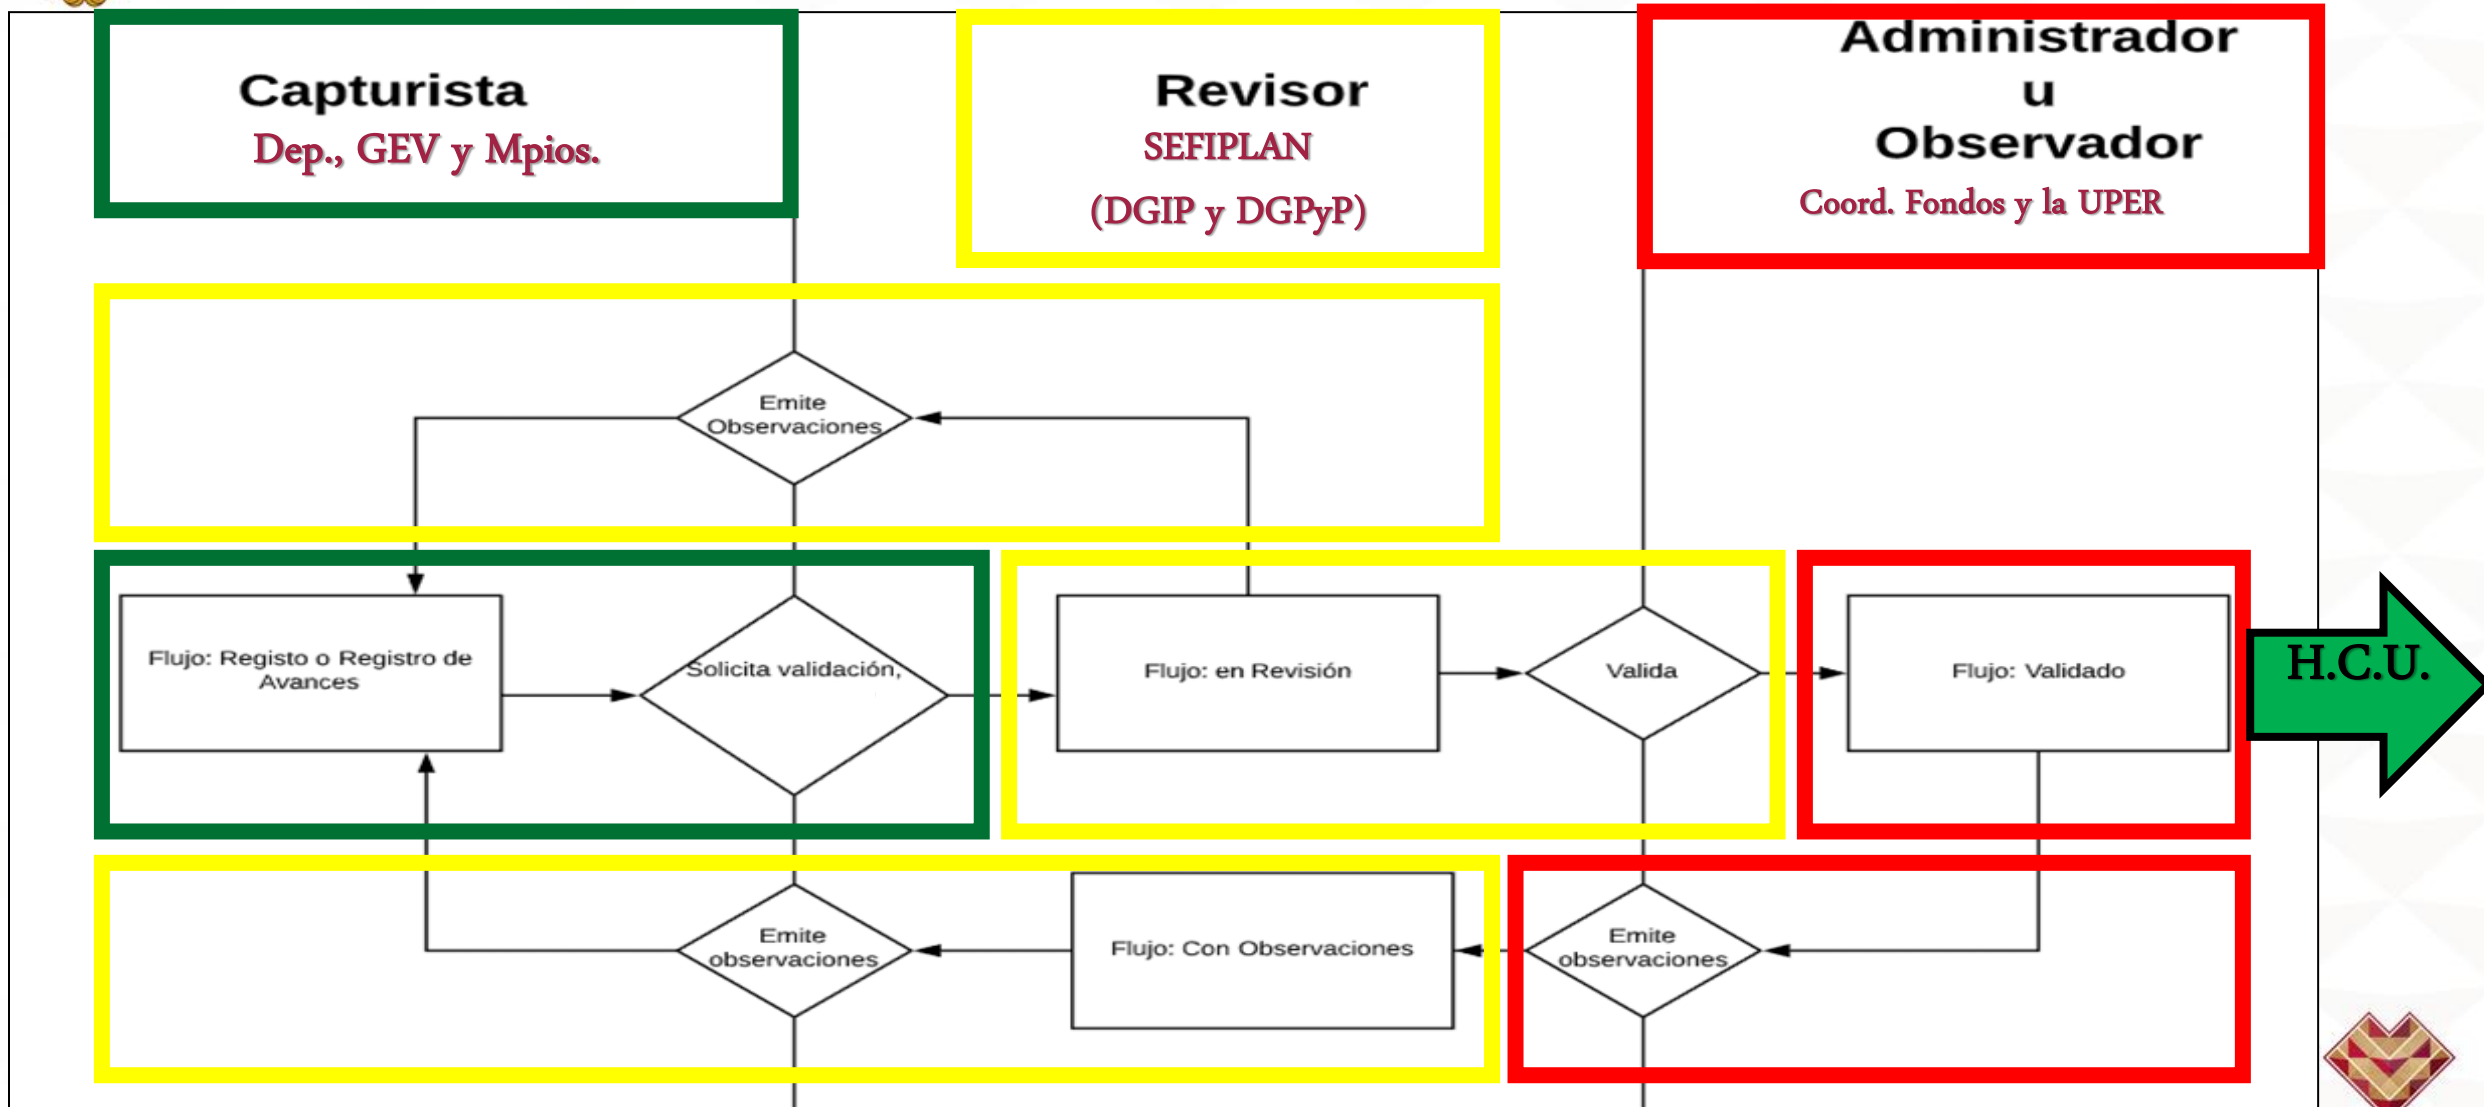 Capturista
Dep., GEV y Mpios.
Revisor
SEFIPLAN
(DGIP y DGPyP)
Administrador
u
Observador
Coord. Fondos y la UPER
Emite
Observaciones
Flujo: Registo o Registro de
Avances
Solicita validación,
Flujo: en Revisión
Valida
Flujo: Validado
H.C.U.
Emite
observaciones
Flujo: Con Observaciones
Emite
observaciones